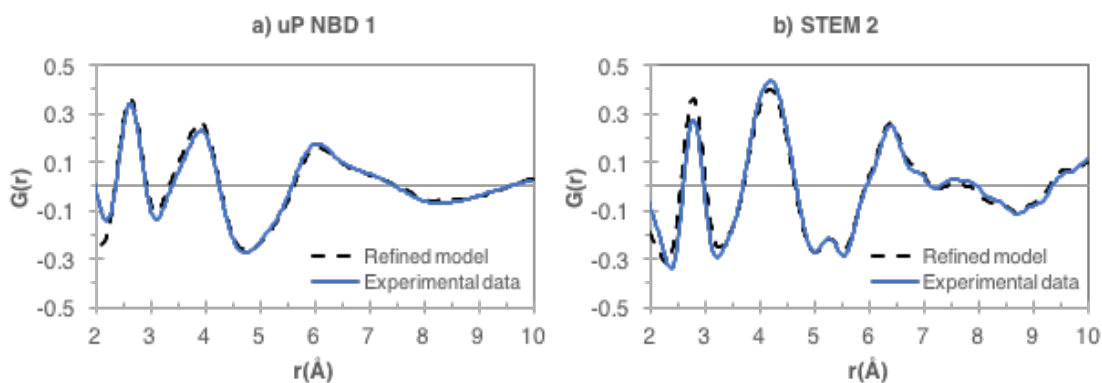 a) uP NBD 1
0.5
0.3
0.1
-0.1
-0.3
-0.5
G(r)
Refined model
Experimental data
2 3 4 5 6 7 8 9 10
r(Å)
b) STEM 2
0.5
0.3
0.1
-0.1
-0.3
-0.5
G(r)
Refined model
Experimental data
2 3 4 5 6 7 8 9 10
r(Å)